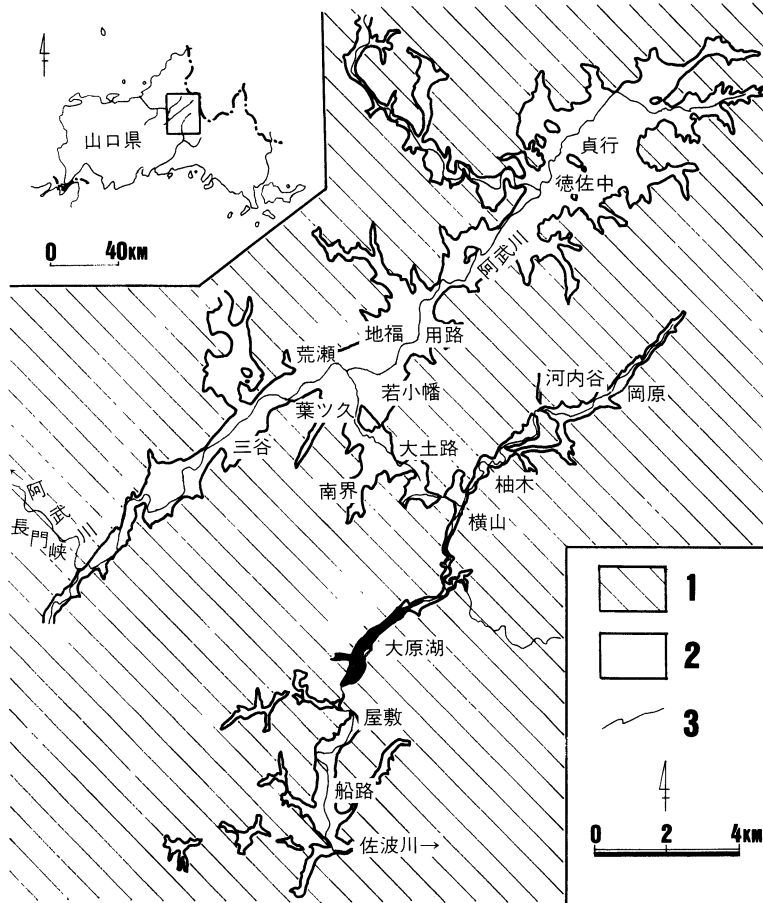 山口県
0 40KM
貞行
徳佐中
阿武川
地福
用路
荒瀬
河内谷
岡原
若小幡
葉ツ久
三谷
大土路
南界
柚木
横山
阿武川
長門峡
大原湖
屋敷
船路
佐波川→
1
2
3
0 2 4KM